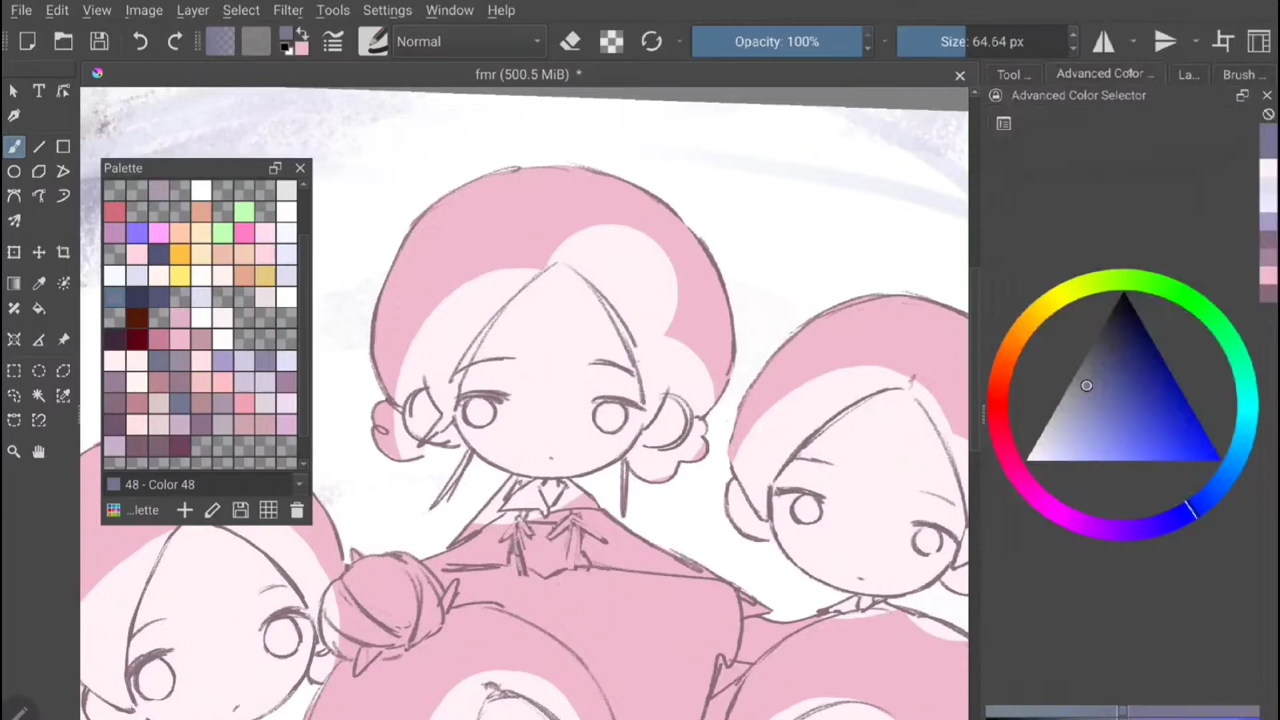 File Edit View Image Layer Select Filter Tools Settings Window Help
Normal Opacity: 100% Size: 64.64 px
fmr (500.5 MiB) *
Tool ... Advanced Color ... La... Brush ...
Advanced Color Selector
Palette
48 - Color 48
...lette